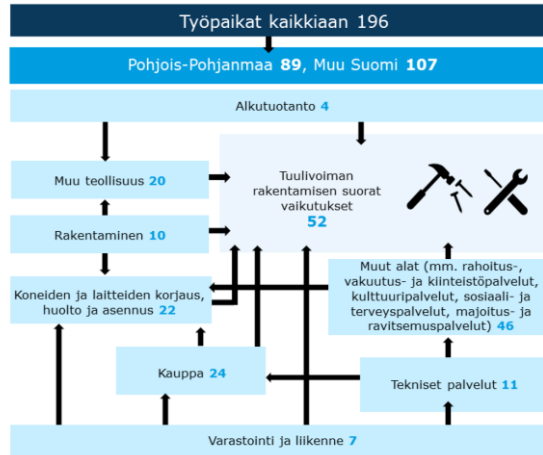 Työpaikat kaikkiaan 196
Pohjois-Pohjanmaa 89, Muu Suomi 107
Alkutuotanto 4
Muu teollisuus 20
Tuulivoiman
rakentamisen suorat
vaikutukset
52
Rakentaminen 10
Koneiden ja laitteiden korjaus,
huolto ja asennus 22
Muut alat (mm. rahoitus-,
vakuutus- ja kiinteistöpalvelut,
kulttuuripalvelut, sosiaali- ja
terveyspalvelut, majoitus- ja
ravitsemuspalvelut) 46
Kauppa 24
Tekniset palvelut 11
Varastointi ja liikenne 7